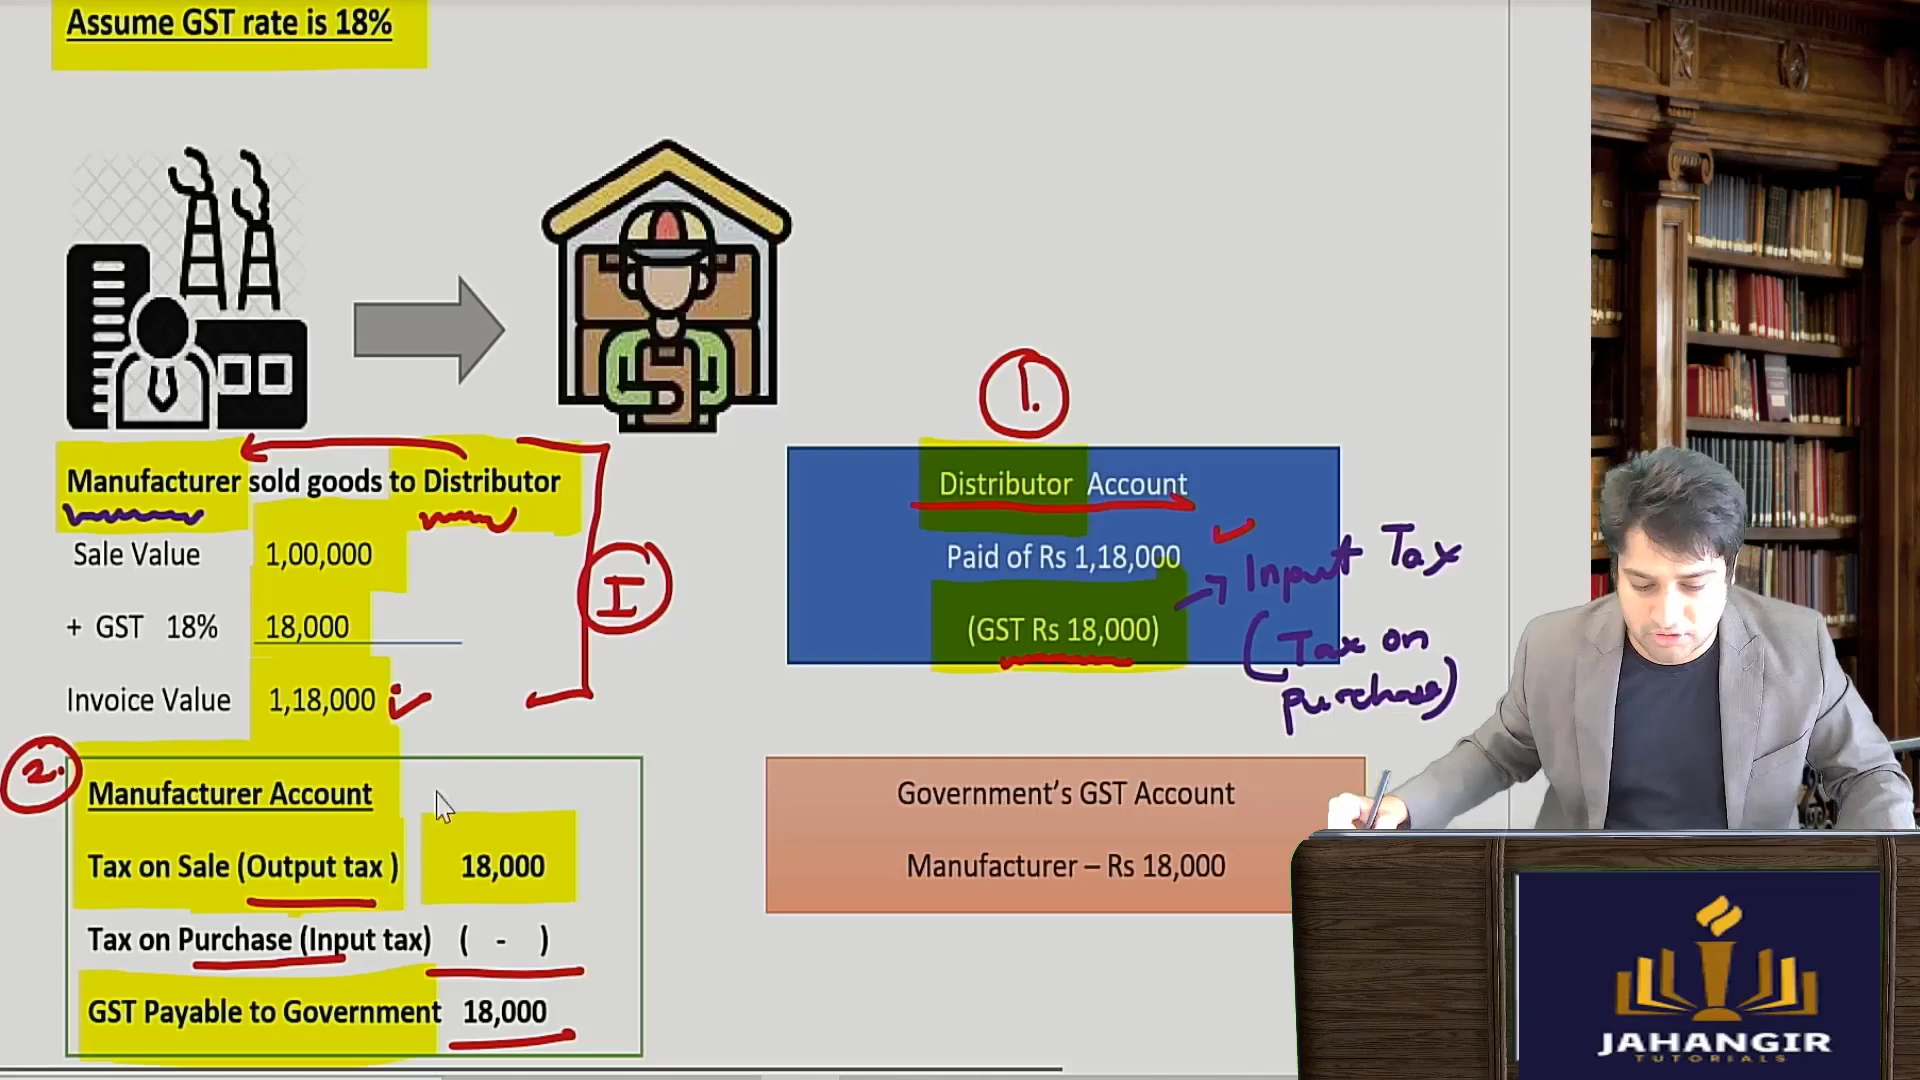 Assume GST rate is 18%
Manufacturer sold goods to Distributor
Sale Value 1,00,000
+ GST 18% 18,000
Invoice Value 1,18,000
I
1.
Distributor Account
Paid of Rs 1,18,000
(GST Rs 18,000)
Input Tax
(Tax on
purchase)
2.
Manufacturer Account
Tax on Sale (Output tax ) 18,000
Tax on Purchase (Input tax) ( - )
GST Payable to Government 18,000
Government’s GST Account
Manufacturer – Rs 18,000
JAHANGIR
TUTORIALS